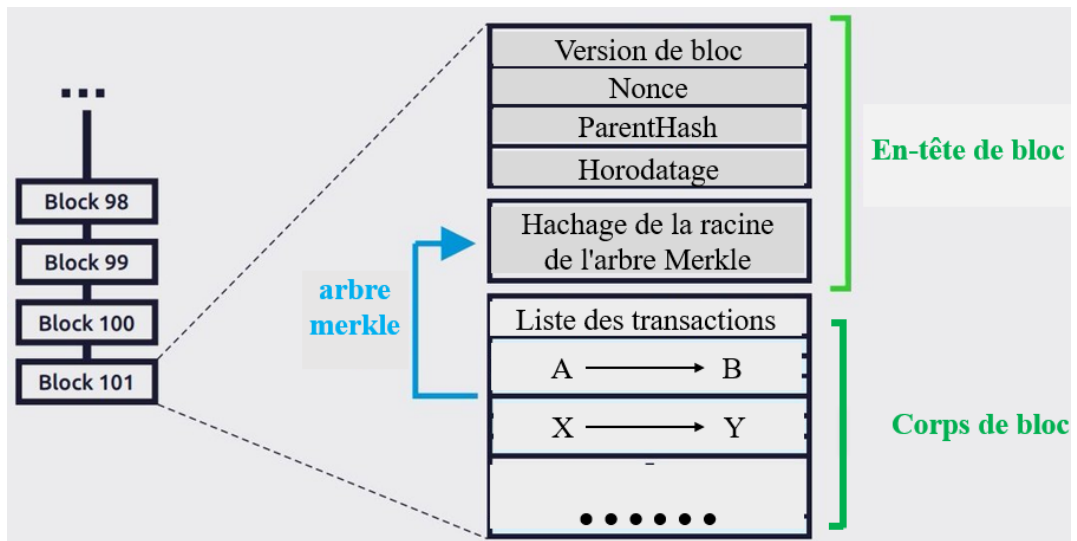 ...
Block 98
Block 99
Block 100
Block 101
Version de bloc
Nonce
ParentHash
Horodatage
Hachage de la racine
de l'arbre Merkle
arbre
merkle
Liste des transactions
A B
X Y
......
En-tête de bloc
Corps de bloc